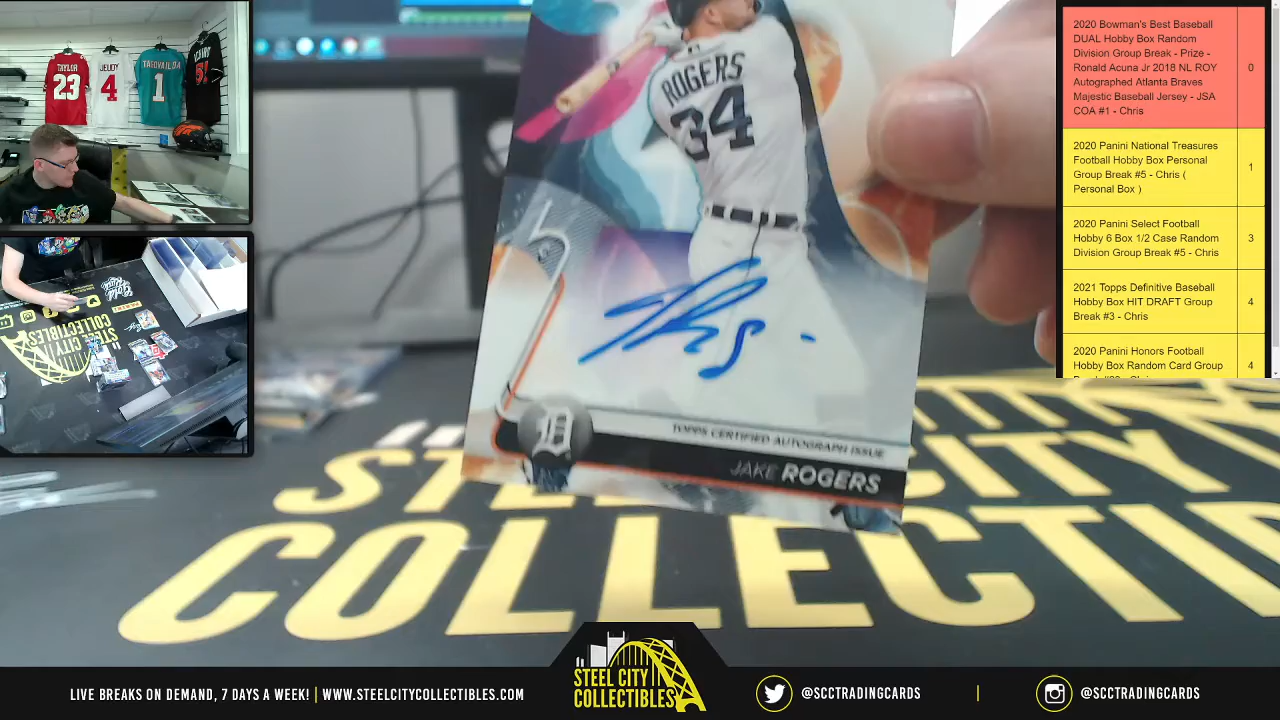 TAYLOR
23
JEUDY
4
TAGOVAILOA
1
ROGERS
34
TOPPS CERTIFIED AUTOGRAPH ISSUE
JAKE ROGERS
D
STEEL CITY
COLLECTIBLES
STEEL CITY
COLLECTI
2020 Bowman's Best Baseball
DUAL Hobby Box Random
Division Group Break - Prize -
Ronald Acuna Jr 2018 NL ROY
Autographed Atlanta Braves
Majestic Baseball Jersey - JSA
COA #1 - Chris
0
2020 Panini National Treasures
Football Hobby Box Personal
Group Break #5 - Chris (
Personal Box )
1
2020 Panini Select Football
Hobby 6 Box 1/2 Case Random
Division Group Break #5 - Chris
3
2021 Topps Definitive Baseball
Hobby Box HIT DRAFT Group
Break #3 - Chris
4
2020 Panini Honors Football
Hobby Box Random Card Group
4
LIVE BREAKS ON DEMAND, 7 DAYS A WEEK! | WWW.STEELCITYCOLLECTIBLES.COM
STEEL CITY
COLLECTIBLES
@SCCTRADINGCARDS
|
@SCCTRADINGCARDS